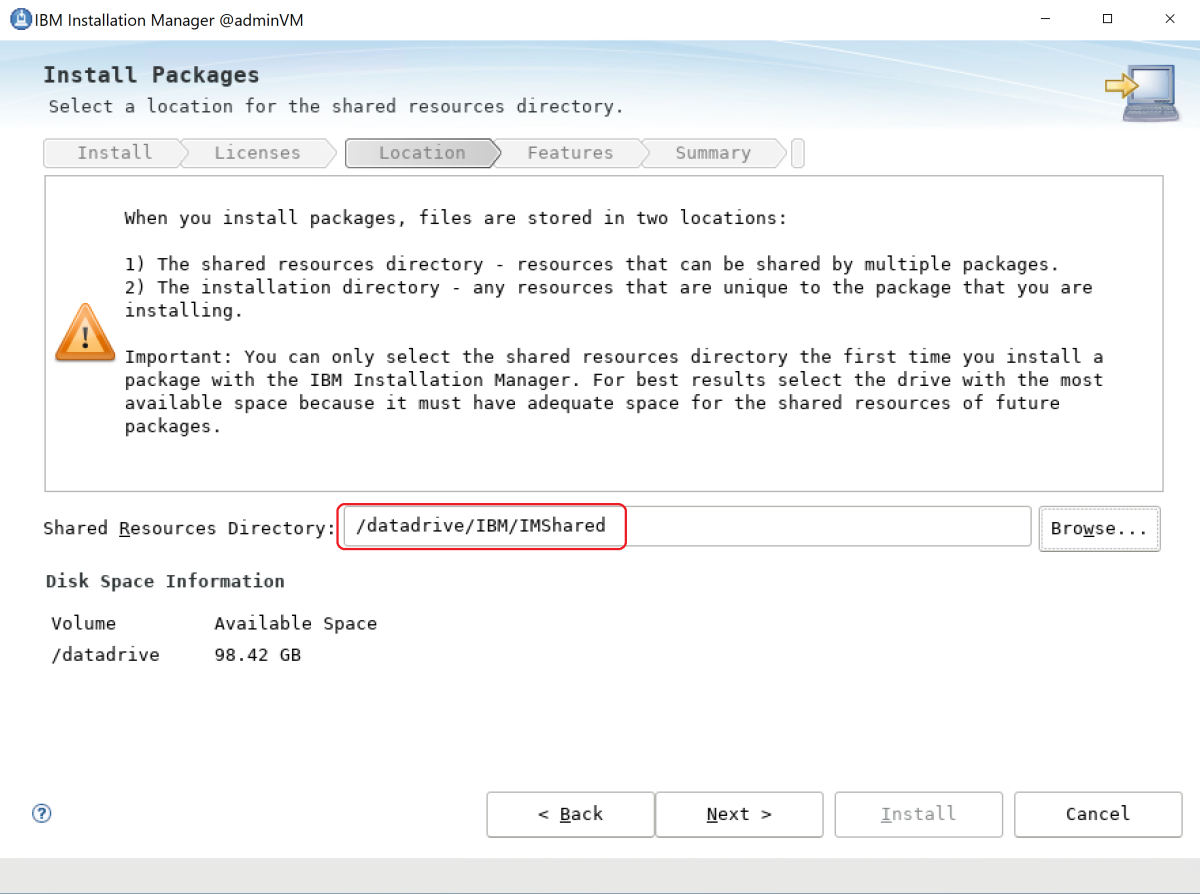 IBM Installation Manager @adminVM
Install Packages
Select a location for the shared resources directory.
Install Licenses Location Features Summary
When you install packages, files are stored in two locations:
1) The shared resources directory - resources that can be shared by multiple packages.
2) The installation directory - any resources that are unique to the package that you are
installing.
Important: You can only select the shared resources directory the first time you install a
package with the IBM Installation Manager. For best results select the drive with the most
available space because it must have adequate space for the shared resources of future
packages.
Shared Resources Directory: /datadrive/IBM/IMShared Browse...
Disk Space Information
Volume Available Space
/datadrive 98.42 GB
? < Back Next > Install Cancel